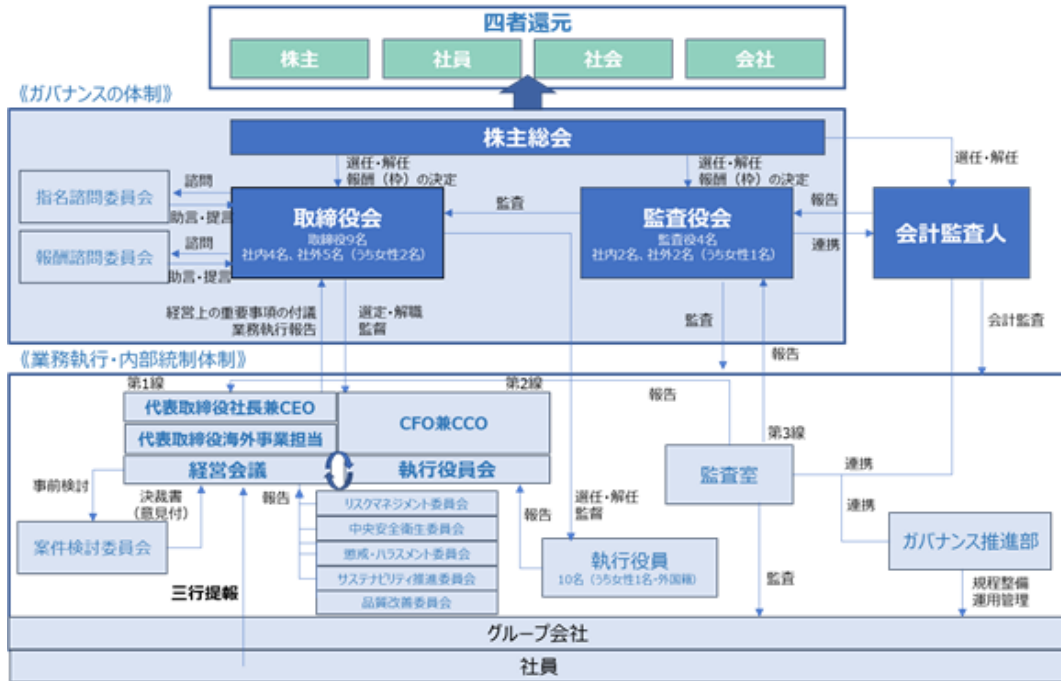 四者還元
株主
社員
社会
会社
《ガバナンスの体制》
株主総会
選任・解任
報酬（枠）の決定
選任・解任
報酬（枠）の決定
選任・解任
指名諮問委員会
諮問
助言・提言
報酬諮問委員会
諮問
助言・提言
取締役会
取締役9名
社内4名、社外5名（うち女性2名）
監査
監査役会
監査役4名
社内2名、社外2名（うち女性1名）
報告
連携
会計監査人
経営上の重要事項の付議
業務執行報告
選定・解職
監督
監査
報告
会計監査
《業務執行・内部統制体制》
第1線
第2線
報告
第3線
代表取締役社長兼CEO
代表取締役海外事業担当
経営会議
CFO兼CCO
執行役員会
事前検討
決裁書
（意見付）
案件検討委員会
報告
リスクマネジメント委員会
中央安全衛生委員会
懲戒・ハラスメント委員会
サステナビリティ推進委員会
品質改善委員会
報告
選任・解任
監督
執行役員
10名（うち女性1名・外国籍）
監査室
連携
連携
ガバナンス推進部
監査
規程整備
運用管理
三行提報
グループ会社
社員